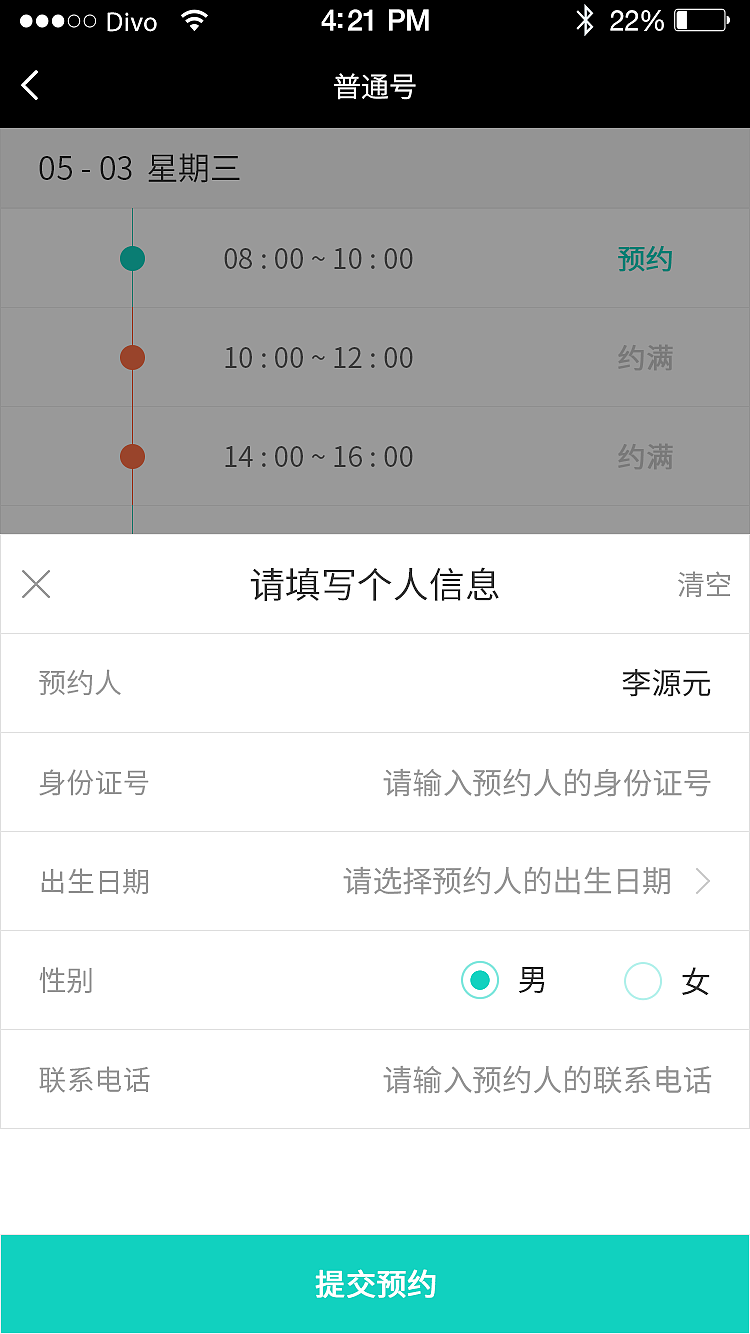 Divo 4:21 PM 22%
普通号
05 - 03 星期三
08 : 00 ~ 10 : 00 预约
10 : 00 ~ 12 : 00 约满
14 : 00 ~ 16 : 00 约满
请填写个人信息 清空
预约人 李源元
身份证号 请输入预约人的身份证号
出生日期 请选择预约人的出生日期
性别 男 女
联系电话 请输入预约人的联系电话
提交预约